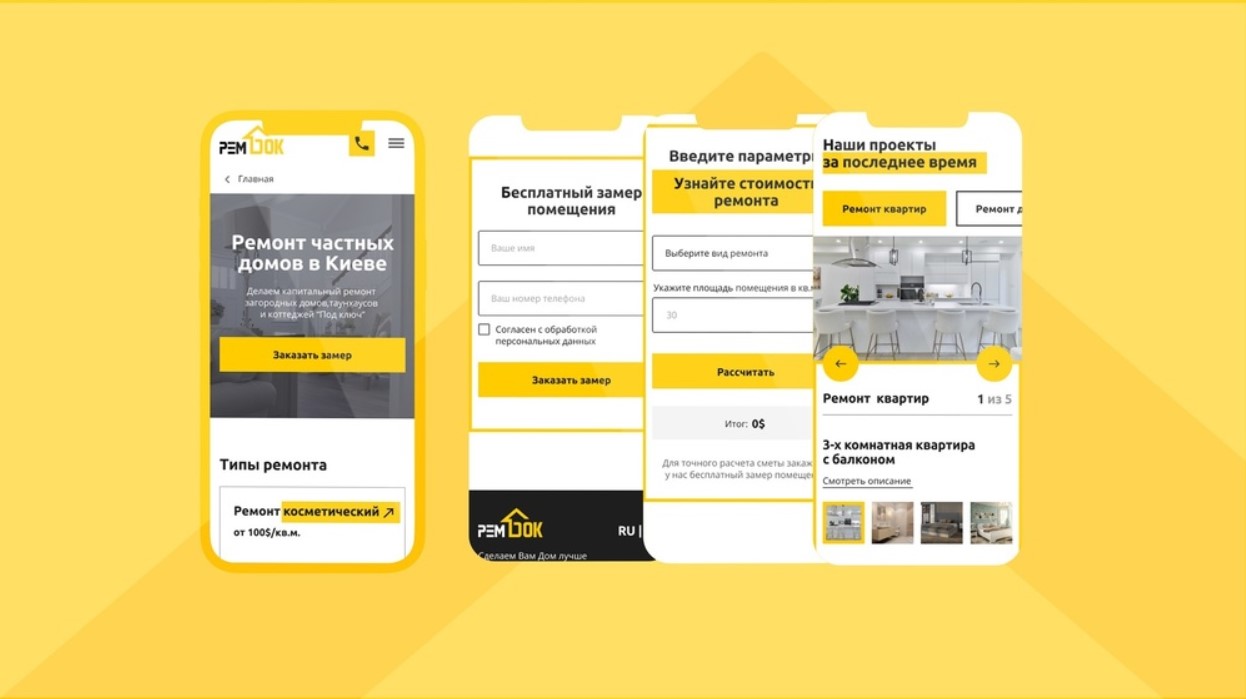 РЕМ ДОК
Главная
Ремонт частных
домов в Киеве
Делаем капитальный ремонт
загородных домов,таунхаусов
и коттеджей "Под ключ"
Заказать замер
Типы ремонта
Ремонт косметический
от 100$/кв.м.
Бесплатный замер
помещения
Ваше имя
Ваш номер телефона
Согласен с обработкой
персональных данных
Заказать замер
РЕМ ДОК
RU |
Сделаем Вам Дом лучше
Введите параметры
Узнайте стоимость
ремонта
Выберите вид ремонта
Укажите площадь помещения в кв.м
30
Рассчитать
Итог: 0$
Для точного расчета сметы закаж
у нас бесплатный замер помещен
Наши проекты
за последнее время
Ремонт квартир
Ремонт д
Ремонт квартир
1 из 5
3-х комнатная квартира
с балконом
Смотреть описание